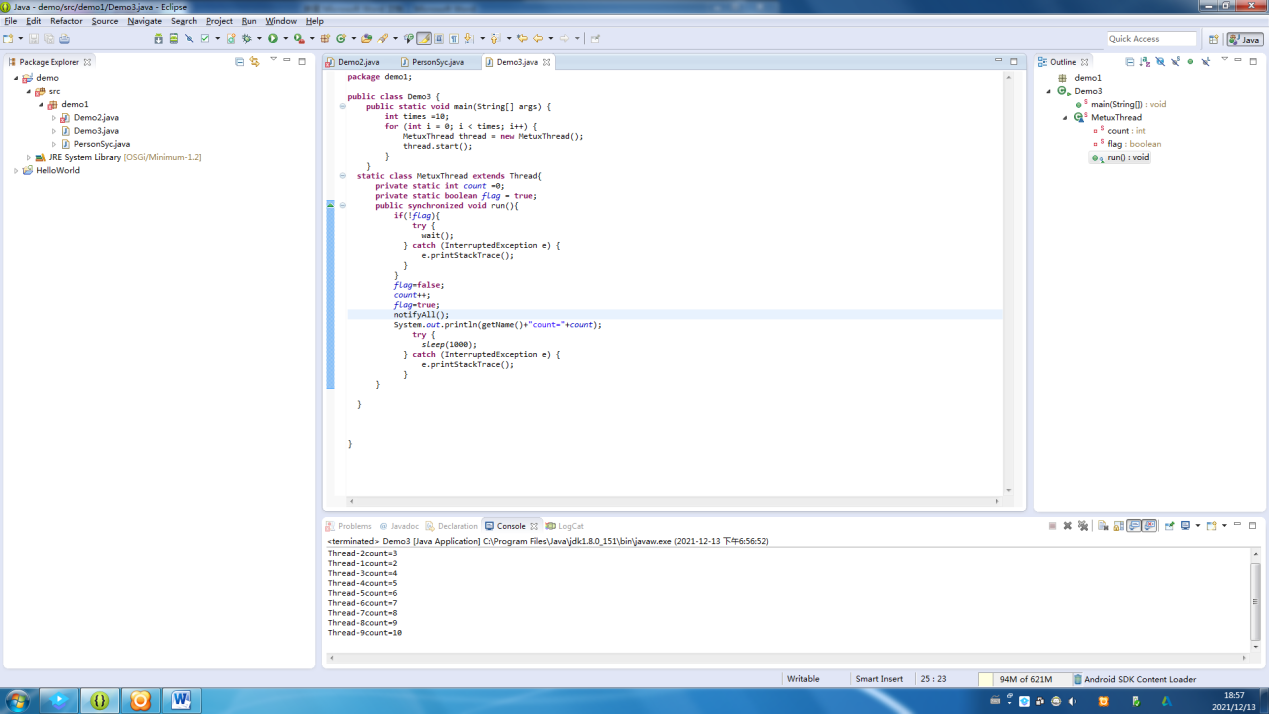 Java - demo/src/demo1/Demo3.java - Eclipse
File Edit Refactor Source Navigate Search Project Run Window Help
Quick Access
Java
Package Explorer
demo
src
demo1
Demo2.java
Demo3.java
PersonSyc.java
JRE System Library [OSGi/Minimum-1.2]
HelloWorld
Demo2.java PersonSyc.java Demo3.java
package demo1;
public class Demo3 {
public static void main(String[] args) {
int times =10;
for (int i = 0; i < times; i++) {
MetuxThread thread = new MetuxThread();
thread.start();
}
}
static class MetuxThread extends Thread{
private static int count =0;
private static boolean flag = true;
public synchronized void run(){
if(!flag){
try {
wait();
} catch (InterruptedException e) {
e.printStackTrace();
}
}
flag=false;
count++;
flag=true;
notifyAll();
System.out.println(getName()+"count="+count);
try {
sleep(1000);
} catch (InterruptedException e) {
e.printStackTrace();
}
}
}
}
Outline
demo1
Demo3
main(String[]) : void
MetuxThread
count : int
flag : boolean
run() : void
Problems @ Javadoc Declaration Console LogCat
<terminated> Demo3 [Java Application] C:\Program Files\Java\jdk1.8.0_151\bin\javaw.exe (2021-12-13 下午6:56:52)
Thread-2count=3
Thread-1count=2
Thread-3count=4
Thread-4count=5
Thread-5count=6
Thread-6count=7
Thread-7count=8
Thread-8count=9
Thread-9count=10
Writable Smart Insert 25 : 23 94M of 621M Android SDK Content Loader
18:57
2021/12/13